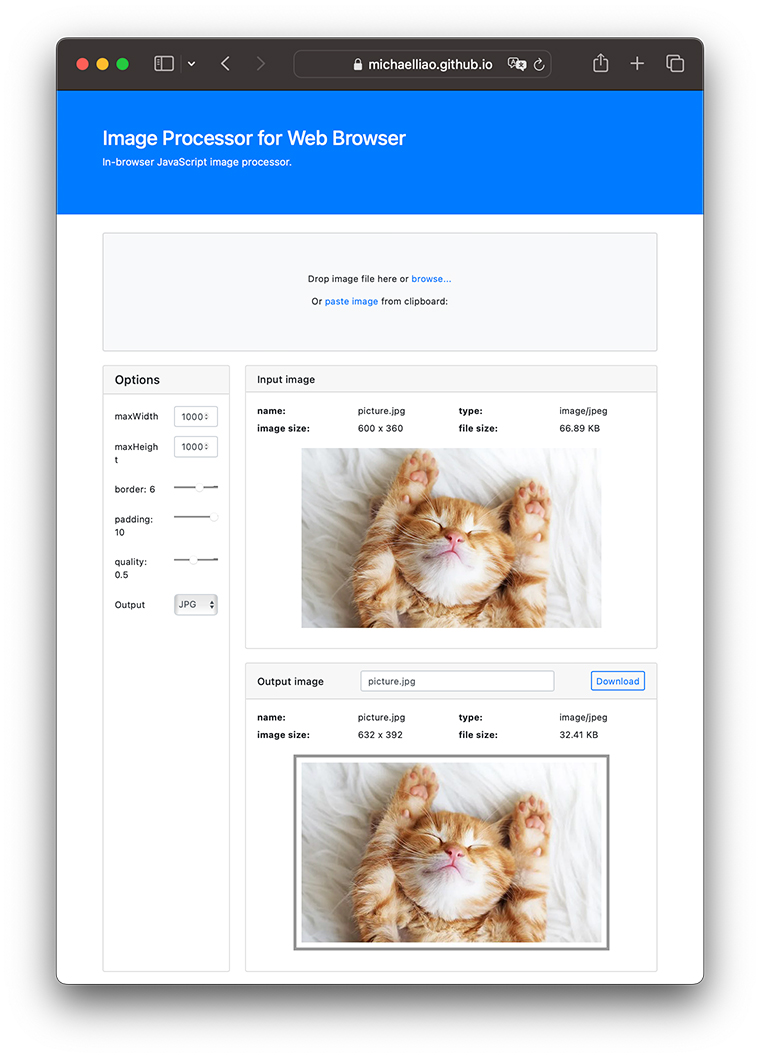 michaelliao.github.io
Image Processor for Web Browser
In-browser JavaScript image processor.
Drop image file here or browse...
Or paste image from clipboard:
Options
maxWidth 1000
maxHeigh
t 1000
border: 6
padding:
10
quality:
0.5
Output JPG
Input image
name: picture.jpg type: image/jpeg
image size: 600 x 360 file size: 66.89 KB
Output image picture.jpg Download
name: picture.jpg type: image/jpeg
image size: 632 x 392 file size: 32.41 KB